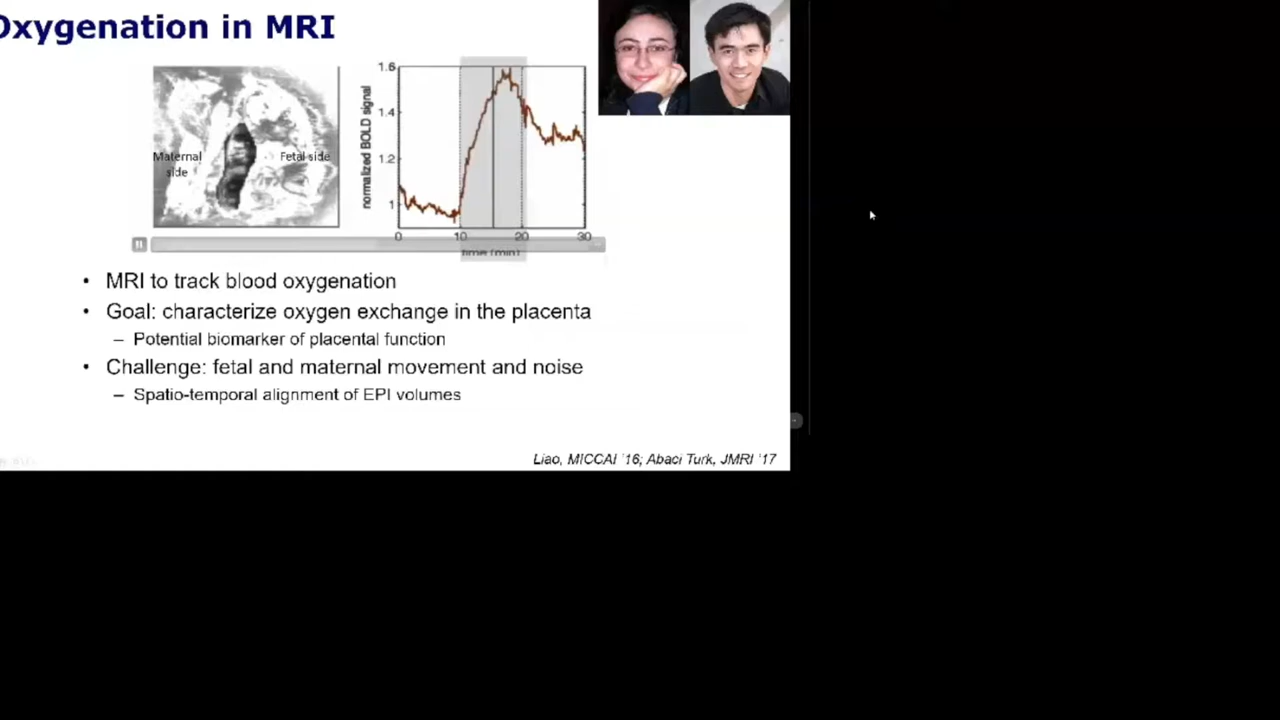 Oxygenation in MRI
Maternal
side
Fetal side
normalized BOLD signal
1.6
1.4
1.2
1
0
10
20
30
time [min]
• MRI to track blood oxygenation
• Goal: characterize oxygen exchange in the placenta
– Potential biomarker of placental function
• Challenge: fetal and maternal movement and noise
– Spatio-temporal alignment of EPI volumes
Liao, MICCAI '16; Abaci Turk, JMRI '17